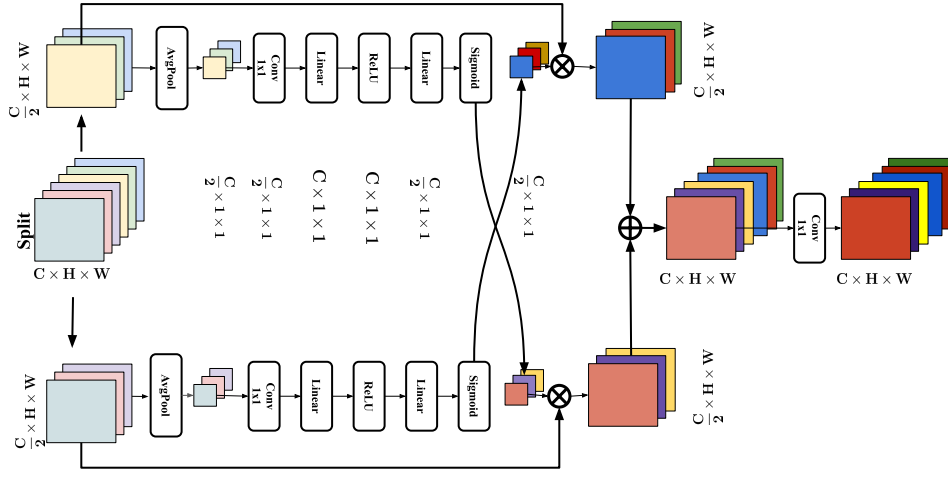 C/2 × H × W
AvgPool
Conv
1x1
Linear
ReLU
Linear
Sigmoid
C/2 × H × W
Split
C × H × W
C/2 × 1 × 1
C/2 × 1 × 1
C × 1 × 1
C × 1 × 1
C/2 × 1 × 1
C/2 × 1 × 1
C × H × W
Conv
1x1
C × H × W
C/2 × H × W
AvgPool
Conv
1x1
Linear
ReLU
Linear
Sigmoid
C/2 × H × W